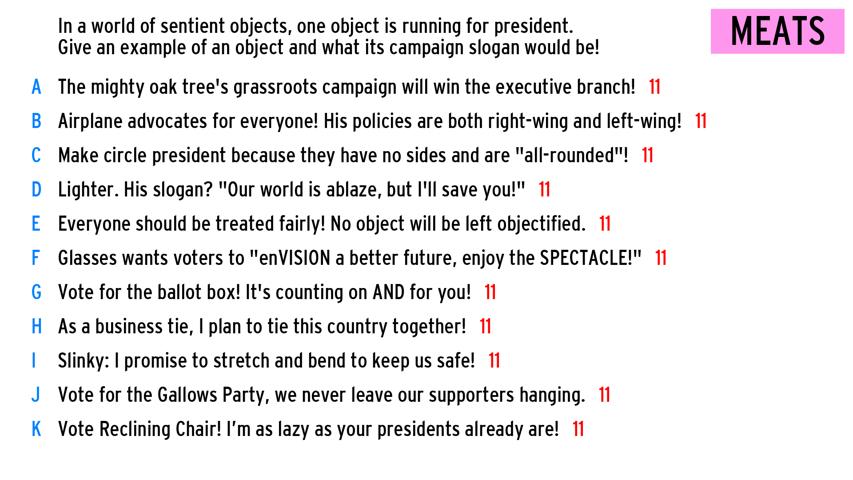 In a world of sentient objects, one object is running for president.
Give an example of an object and what its campaign slogan would be!
MEATS
A The mighty oak tree's grassroots campaign will win the executive branch! 11
B Airplane advocates for everyone! His policies are both right-wing and left-wing! 11
C Make circle president because they have no sides and are "all-rounded"! 11
D Lighter. His slogan? "Our world is ablaze, but I'll save you!" 11
E Everyone should be treated fairly! No object will be left objectified. 11
F Glasses wants voters to "enVISION a better future, enjoy the SPECTACLE!" 11
G Vote for the ballot box! It's counting on AND for you! 11
H As a business tie, I plan to tie this country together! 11
I Slinky: I promise to stretch and bend to keep us safe! 11
J Vote for the Gallows Party, we never leave our supporters hanging. 11
K Vote Reclining Chair! I’m as lazy as your presidents already are! 11